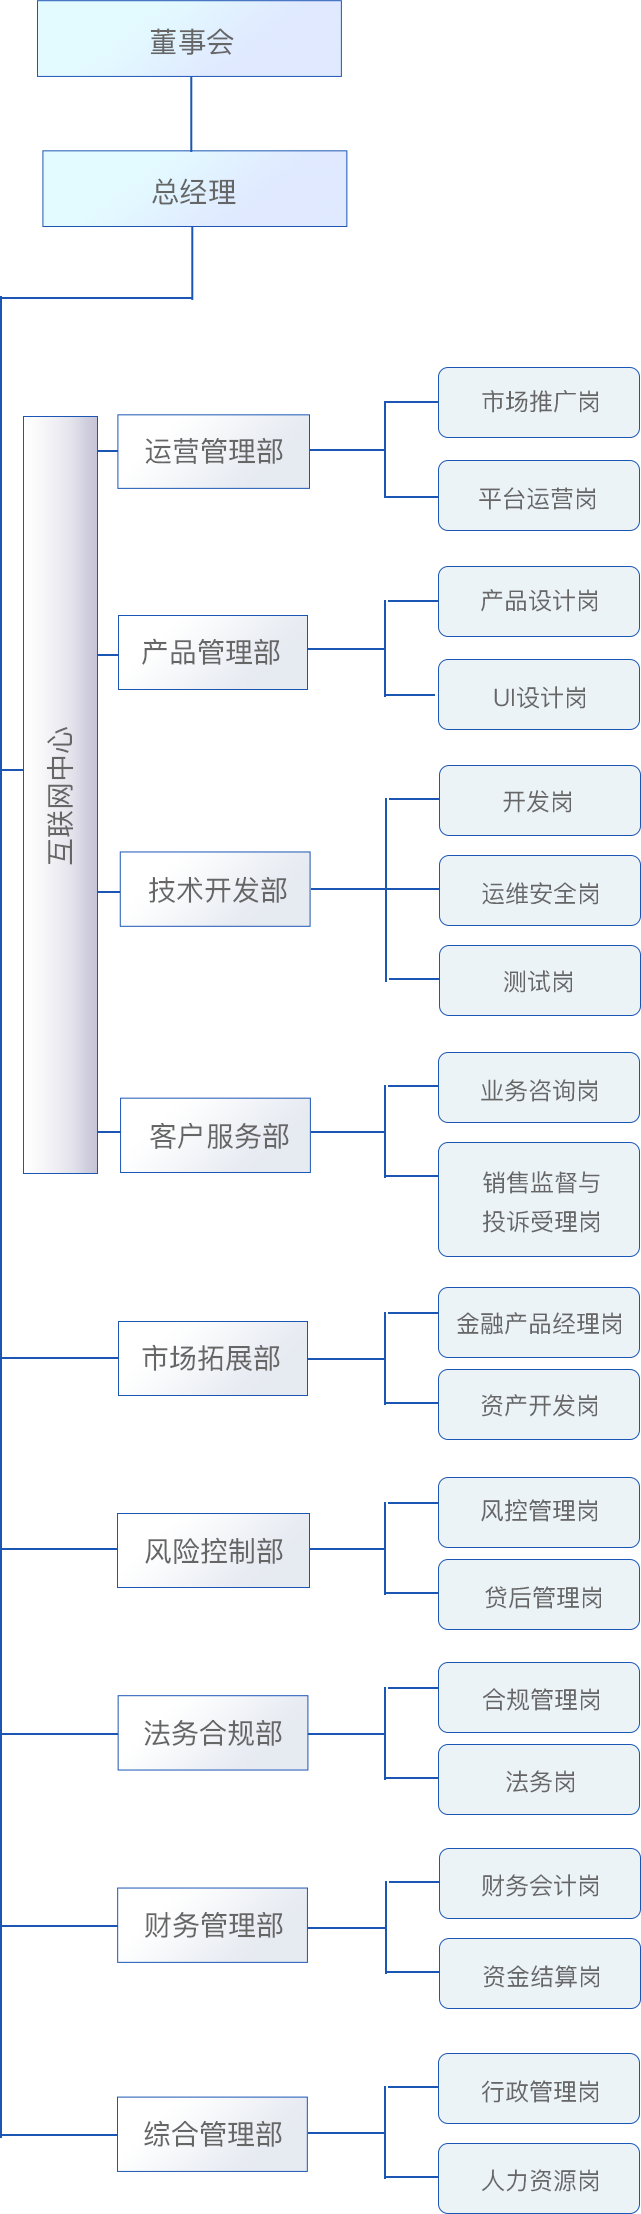 董事会
总经理
互联网中心
运营管理部
市场推广岗
平台运营岗
产品管理部
产品设计岗
UI设计岗
技术开发部
开发岗
运维安全岗
测试岗
客户服务部
业务咨询岗
销售监督与
投诉受理岗
市场拓展部
金融产品经理岗
资产开发岗
风险控制部
风控管理岗
贷后管理岗
法务合规部
合规管理岗
法务岗
财务管理部
财务会计岗
资金结算岗
综合管理部
行政管理岗
人力资源岗